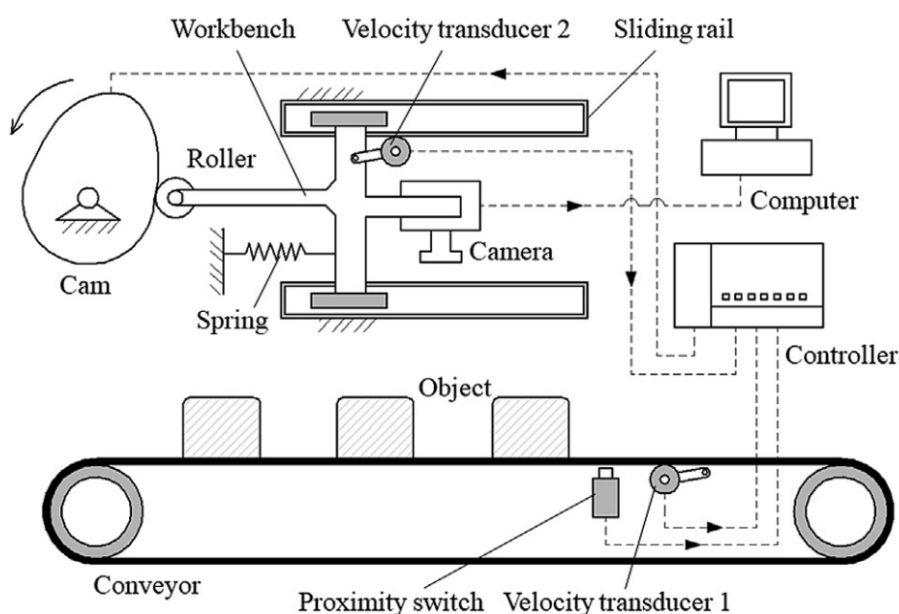 Workbench
Velocity transducer 2
Sliding rail
Roller
Computer
Camera
Cam
Spring
Controller
Object
Conveyor
Proximity switch
Velocity transducer 1